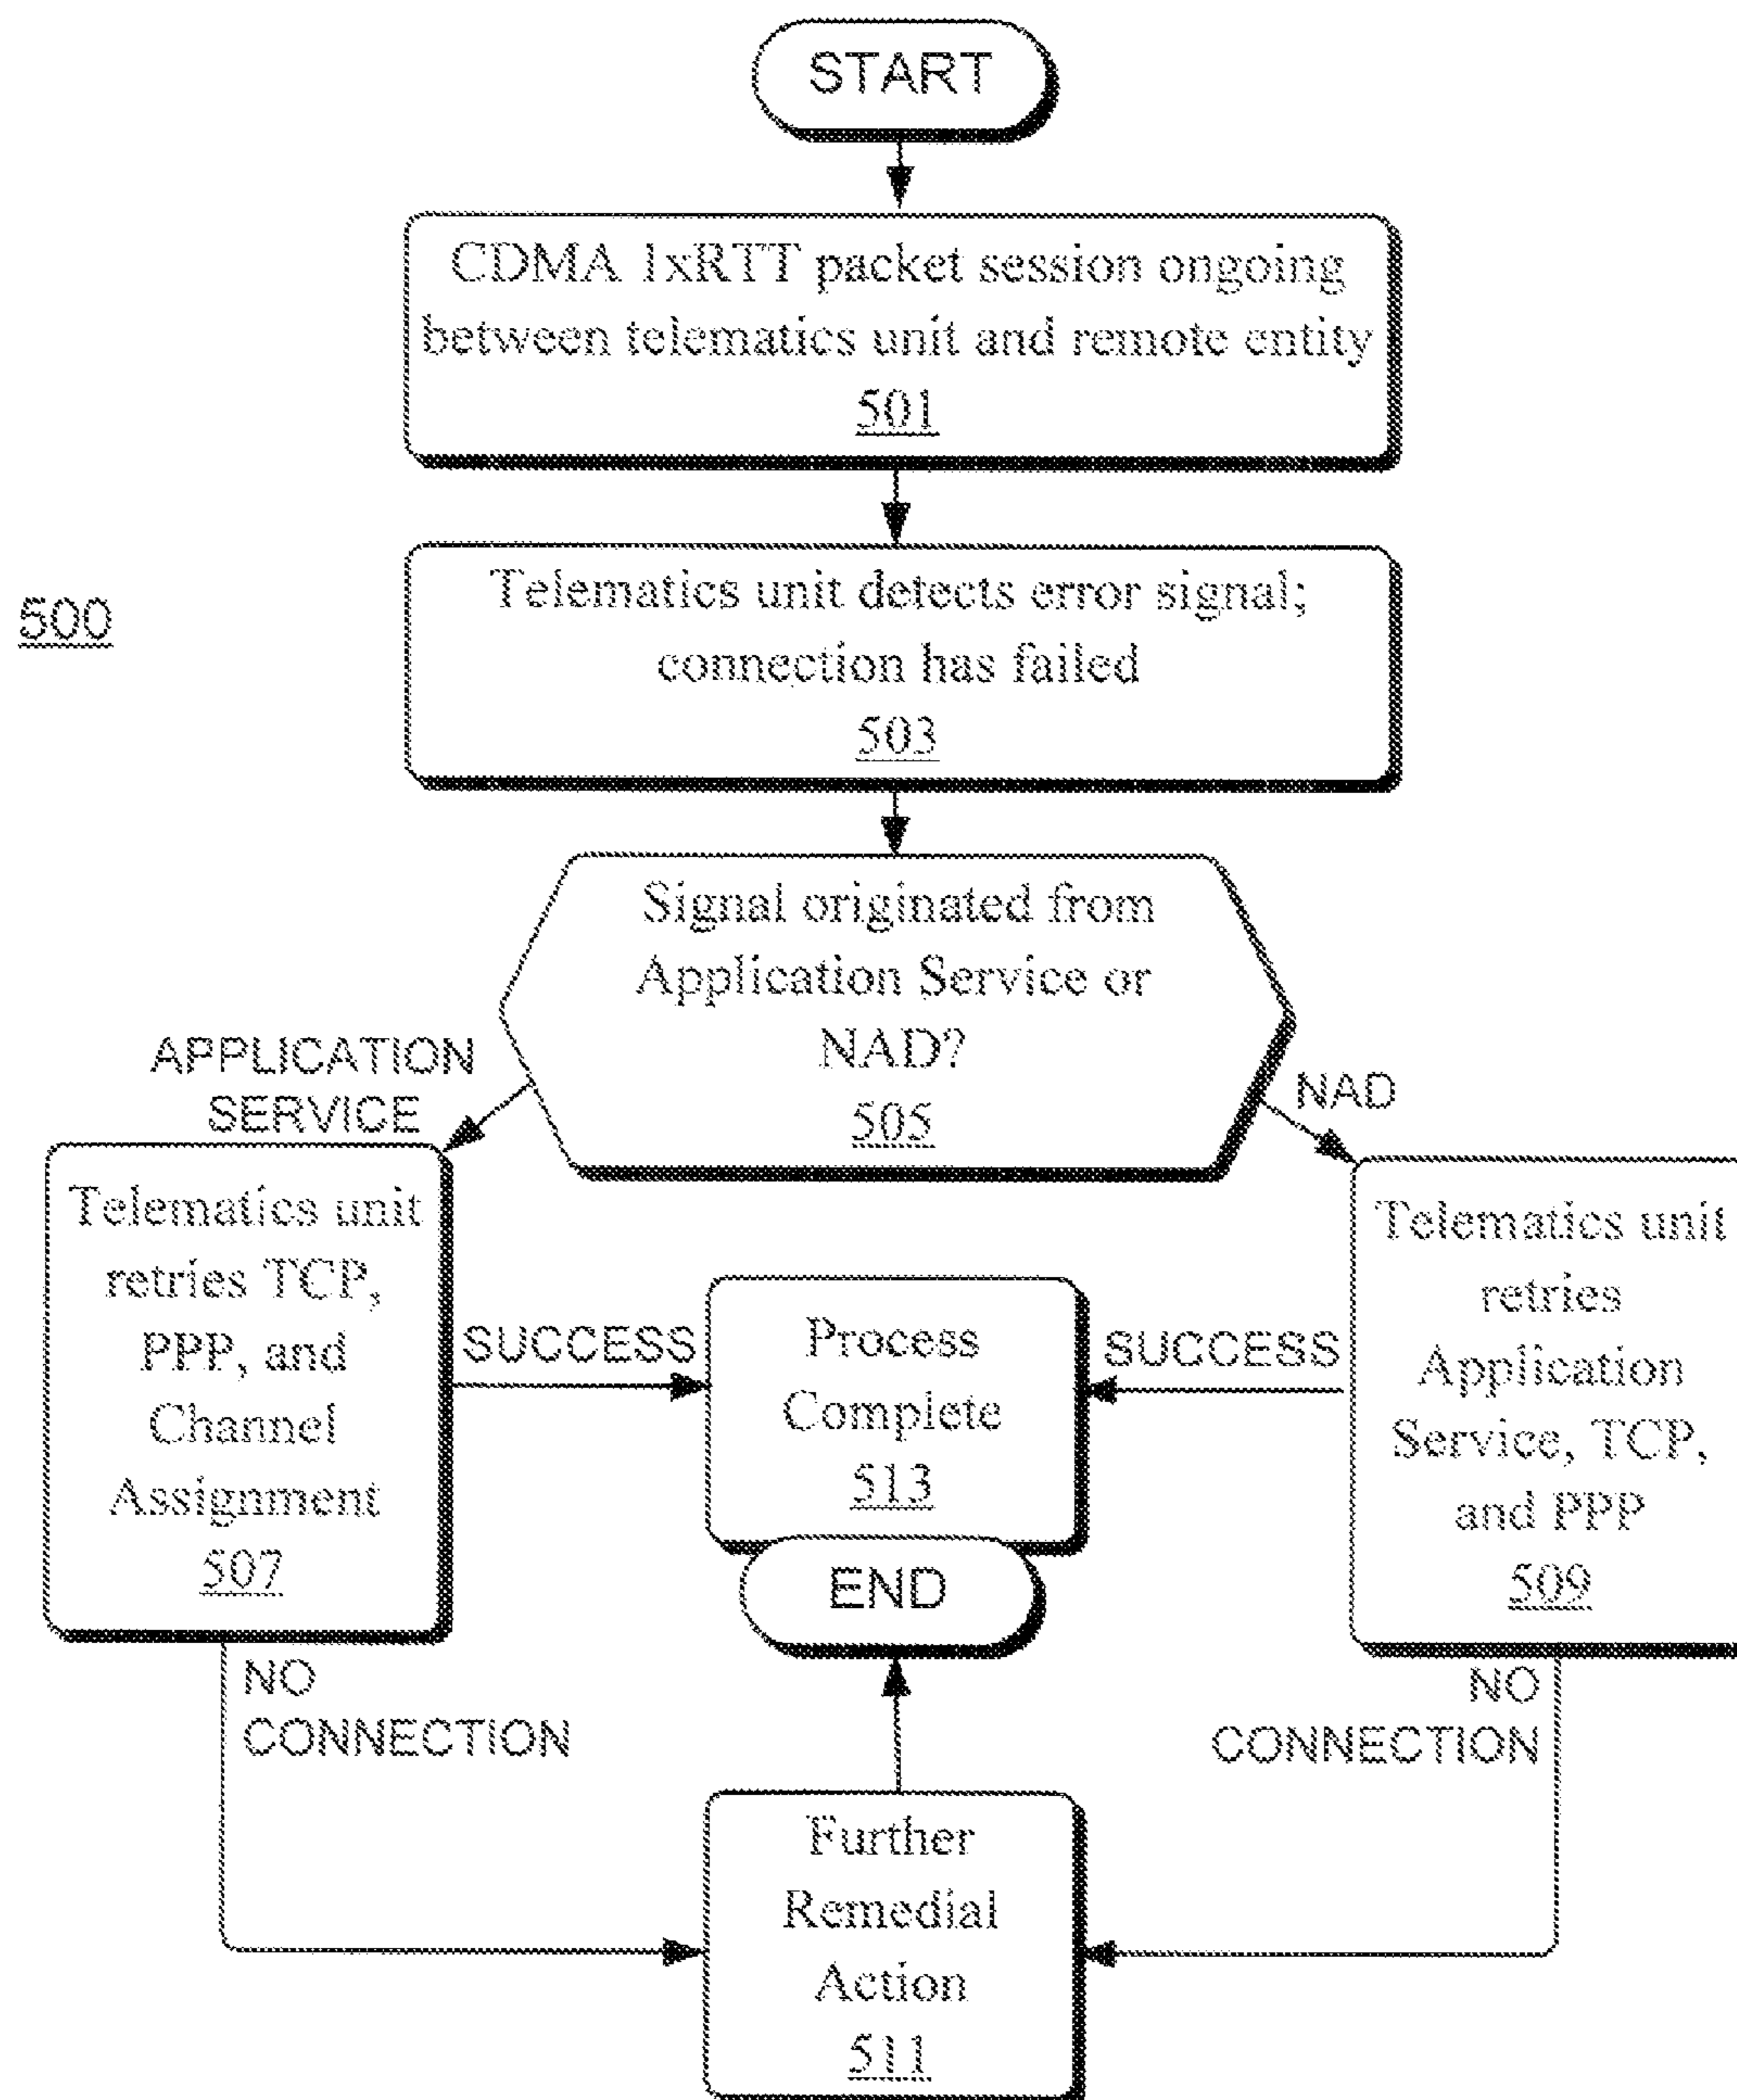 START
CDMA 1xRTT packet session ongoing
between telematics unit and remote entity
501
500
Telematics unit detects error signal;
connection has failed
503
Signal originated from
Application Service or
NAD?
505
APPLICATION
SERVICE
NAD
Telematics unit
retries TCP,
PPP, and
Channel
Assignment
507
SUCCESS
Process
Complete
513
SUCCESS
Telematics unit
retries
Application
Service, TCP,
and PPP
509
END
NO
CONNECTION
NO
CONNECTION
Further
Remedial
Action
511